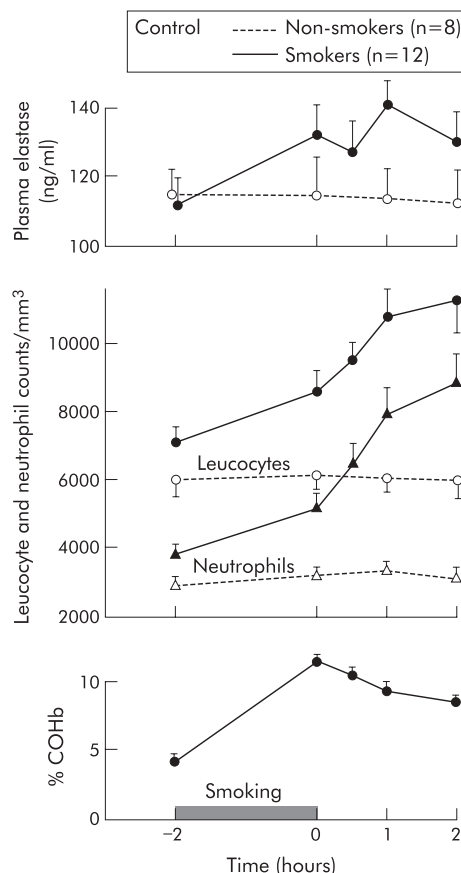 Control
Non-smokers (n=8)
Smokers (n=12)
Plasma elastase
(ng/ml)
140
120
100
Leucocyte and neutrophil counts/mm³
10000
8000
6000
4000
2000
Leucocytes
Neutrophils
% COHb
10
5
0
Smoking
−2
0
1
2
Time (hours)